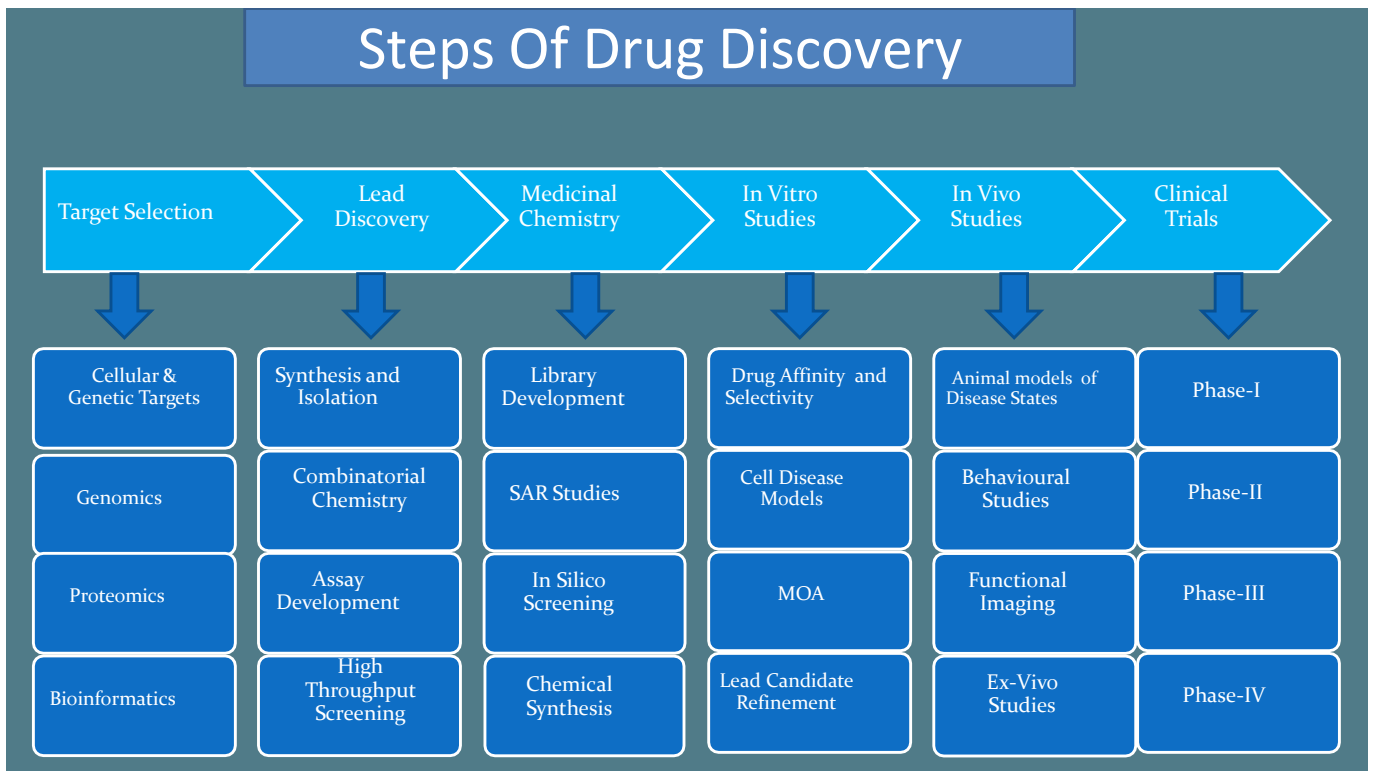 Steps Of Drug Discovery
Target Selection
Lead
Discovery
Medicinal
Chemistry
In Vitro
Studies
In Vivo
Studies
Clinical
Trials
Cellular &
Genetic Targets
Genomics
Proteomics
Bioinformatics
Synthesis and
Isolation
Combinatorial
Chemistry
Assay
Development
High
Throughput
Screening
Library
Development
SAR Studies
In Silico
Screening
Chemical
Synthesis
Drug Affinity and
Selectivity
Cell Disease
Models
MOA
Lead Candidate
Refinement
Animal models of
Disease States
Behavioural
Studies
Functional
Imaging
Ex-Vivo
Studies
Phase-I
Phase-II
Phase-III
Phase-IV